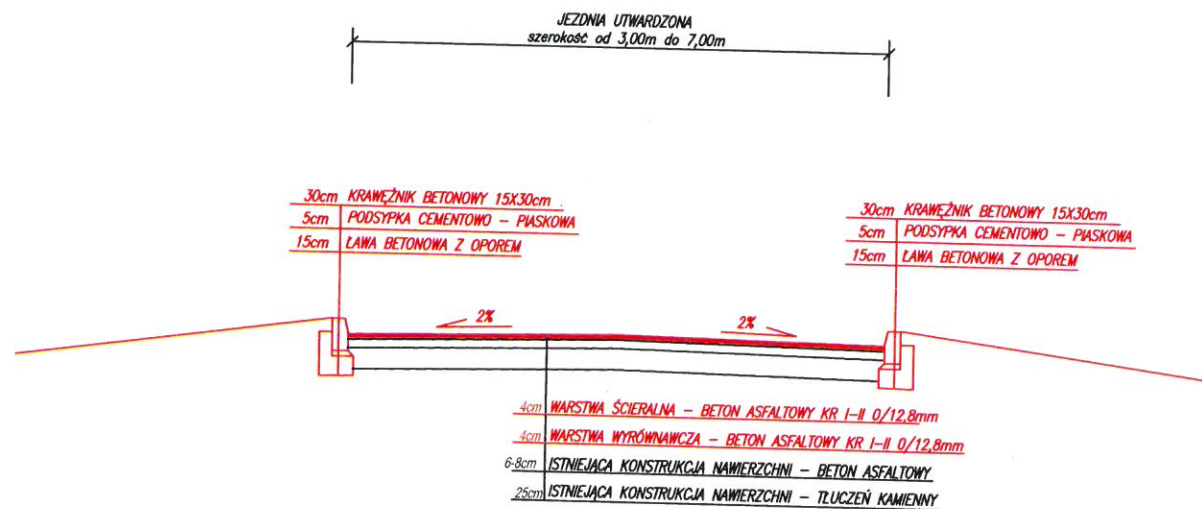 JEZDNIA UTWARDZONA
szerokość od 3,00m do 7,00m
30cm KRAWĘŻNIK BETONOWY 15X30cm
5cm PODSYPKA CEMENTOWO – PIASKOWA
15cm ŁAWA BETONOWA Z OPOREM
30cm KRAWĘŻNIK BETONOWY 15X30cm
5cm PODSYPKA CEMENTOWO – PIASKOWA
15cm ŁAWA BETONOWA Z OPOREM
2%
2%
4cm WARSTWA ŚCIERALNA – BETON ASFALTOWY KR I–II 0/12,8mm
4cm WARSTWA WYRÓWNAWCZA – BETON ASFALTOWY KR I–II 0/12,8mm
6-8cm ISTNIEJĄCA KONSTRUKCJA NAWIERZCHNI – BETON ASFALTOWY
25cm ISTNIEJĄCA KONSTRUKCJA NAWIERZCHNI – TŁUCZEŃ KAMIENNY